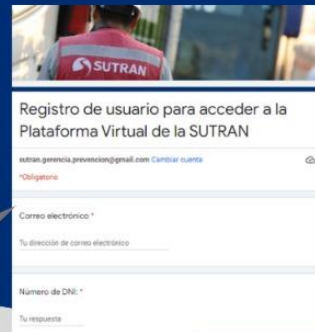 SUTRAN
Registro de usuario para acceder a la
Plataforma Virtual de la SUTRAN
sutran.gerencia.prevencion@gmail.com Cambiar cuenta
*Obligatorio
Correo electrónico *
Tu dirección de correo electrónico
Número de DNI: *
Tu respuesta